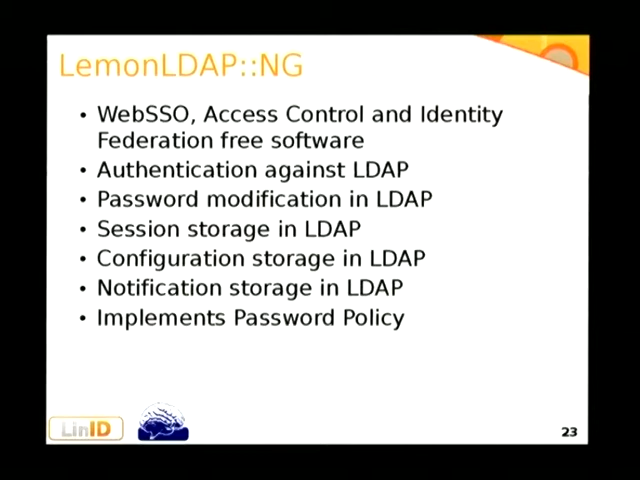 LemonLDAP::NG
• WebSSO, Access Control and Identity
Federation free software
• Authentication against LDAP
• Password modification in LDAP
• Session storage in LDAP
• Configuration storage in LDAP
• Notification storage in LDAP
• Implements Password Policy
LinID
23